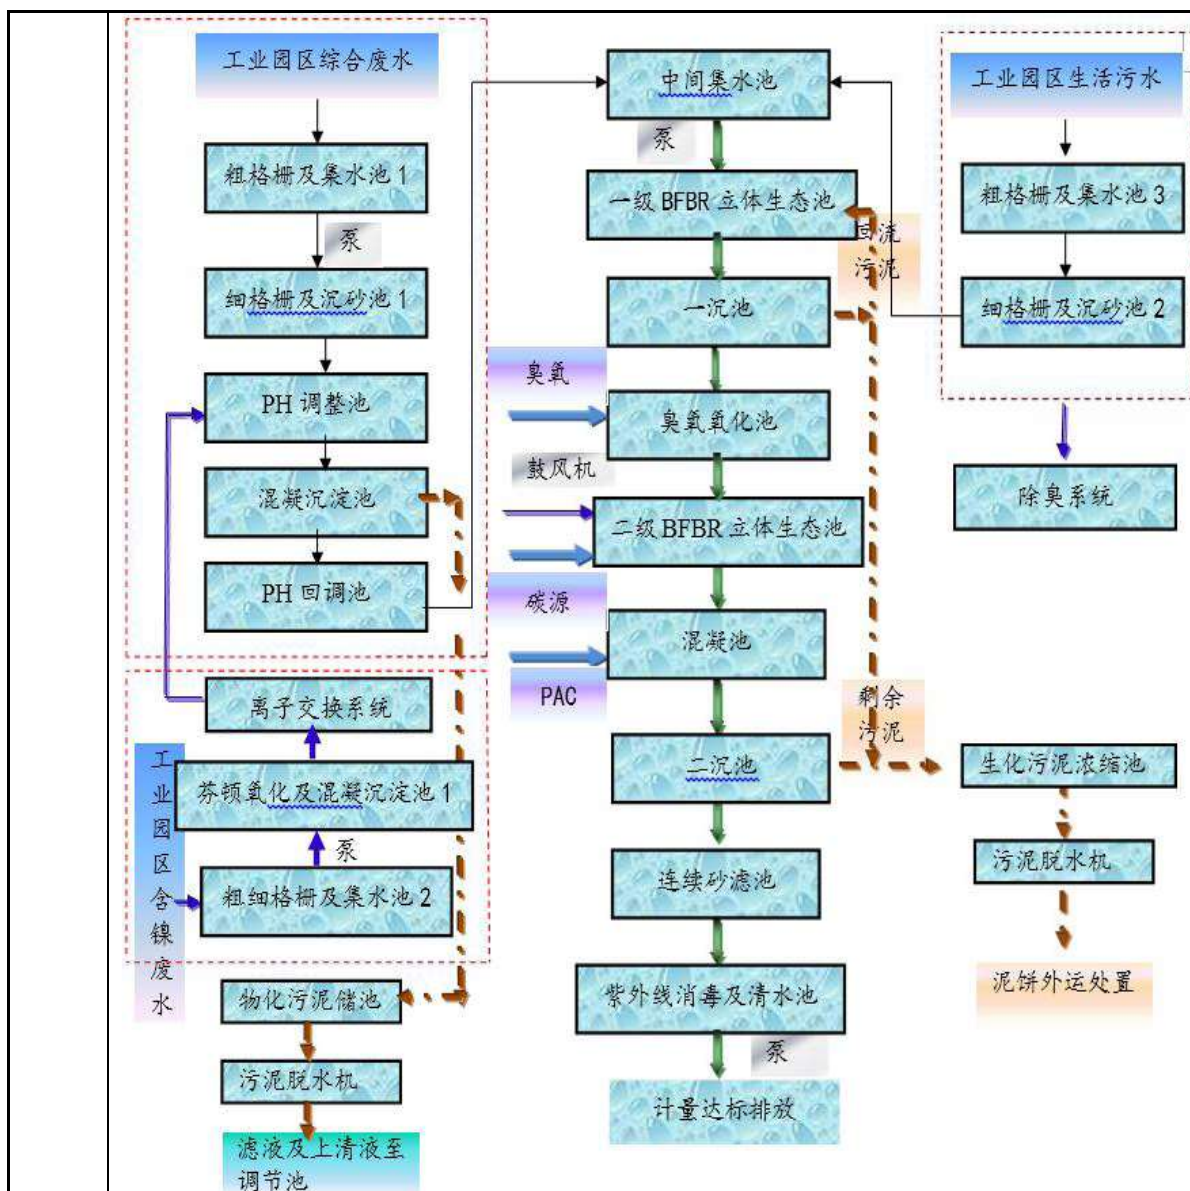 工业园区综合废水
粗格栅及集水池 1
泵
细格栅及沉砂池 1
PH 调整池
混凝沉淀池
PH 回调池
离子交换系统
芬顿氧化及混凝沉淀池 1
泵
粗细格栅及集水池 2
工业园区含镍废水
物化污泥储池
污泥脱水机
滤液及上清液至
调节池
中间集水池
泵
一级 BFBR 立体生态池
回流
污泥
一沉池
臭氧
臭氧氧化池
鼓风机
二级 BFBR 立体生态池
碳源
混凝池
PAC
剩余
污泥
二沉池
连续砂滤池
紫外线消毒及清水池
泵
计量达标排放
工业园区生活污水
粗格栅及集水池 3
细格栅及沉砂池 2
除臭系统
生化污泥浓缩池
污泥脱水机
泥饼外运处置